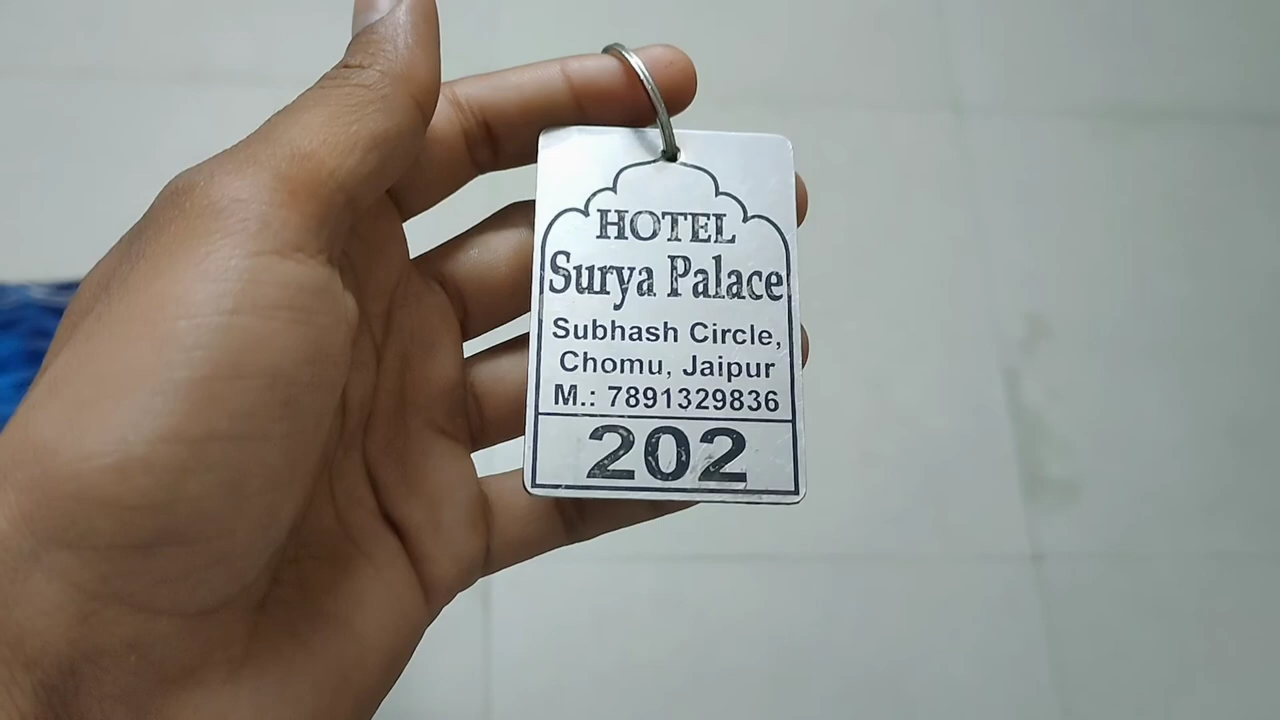 HOTEL
Surya Palace
Subhash Circle,
Chomu, Jaipur
M.: 7891329836
202